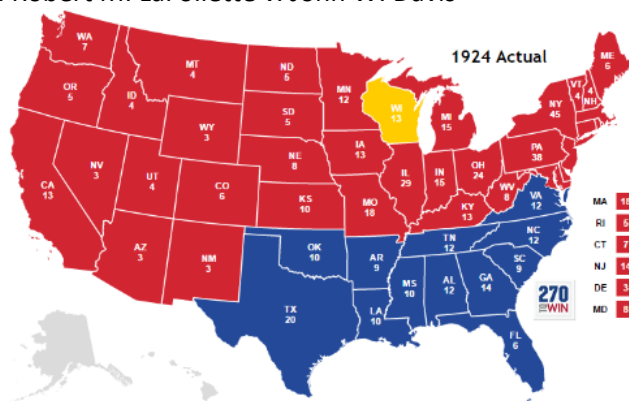 Robert M. LaFollette v. John W. Davis
1924 Actual
WA
7
OR
5
ID
4
MT
4
ND
5
MN
12
WI
13
MI
15
NY
45
VT
4
4
NH
ME
6
SD
5
WY
3
NV
3
UT
4
CA
13
CO
6
NE
8
IA
13
IL
29
IN
15
OH
24
PA
38
WV
8
VA
12
KS
10
MO
18
KY
13
AZ
3
NM
3
OK
10
AR
9
TN
12
NC
12
SC
9
TX
20
LA
10
MS
10
AL
12
GA
14
FL
6
270
TO WIN
MA 18
RI 5
CT 7
NJ 14
DE 3
MD 8